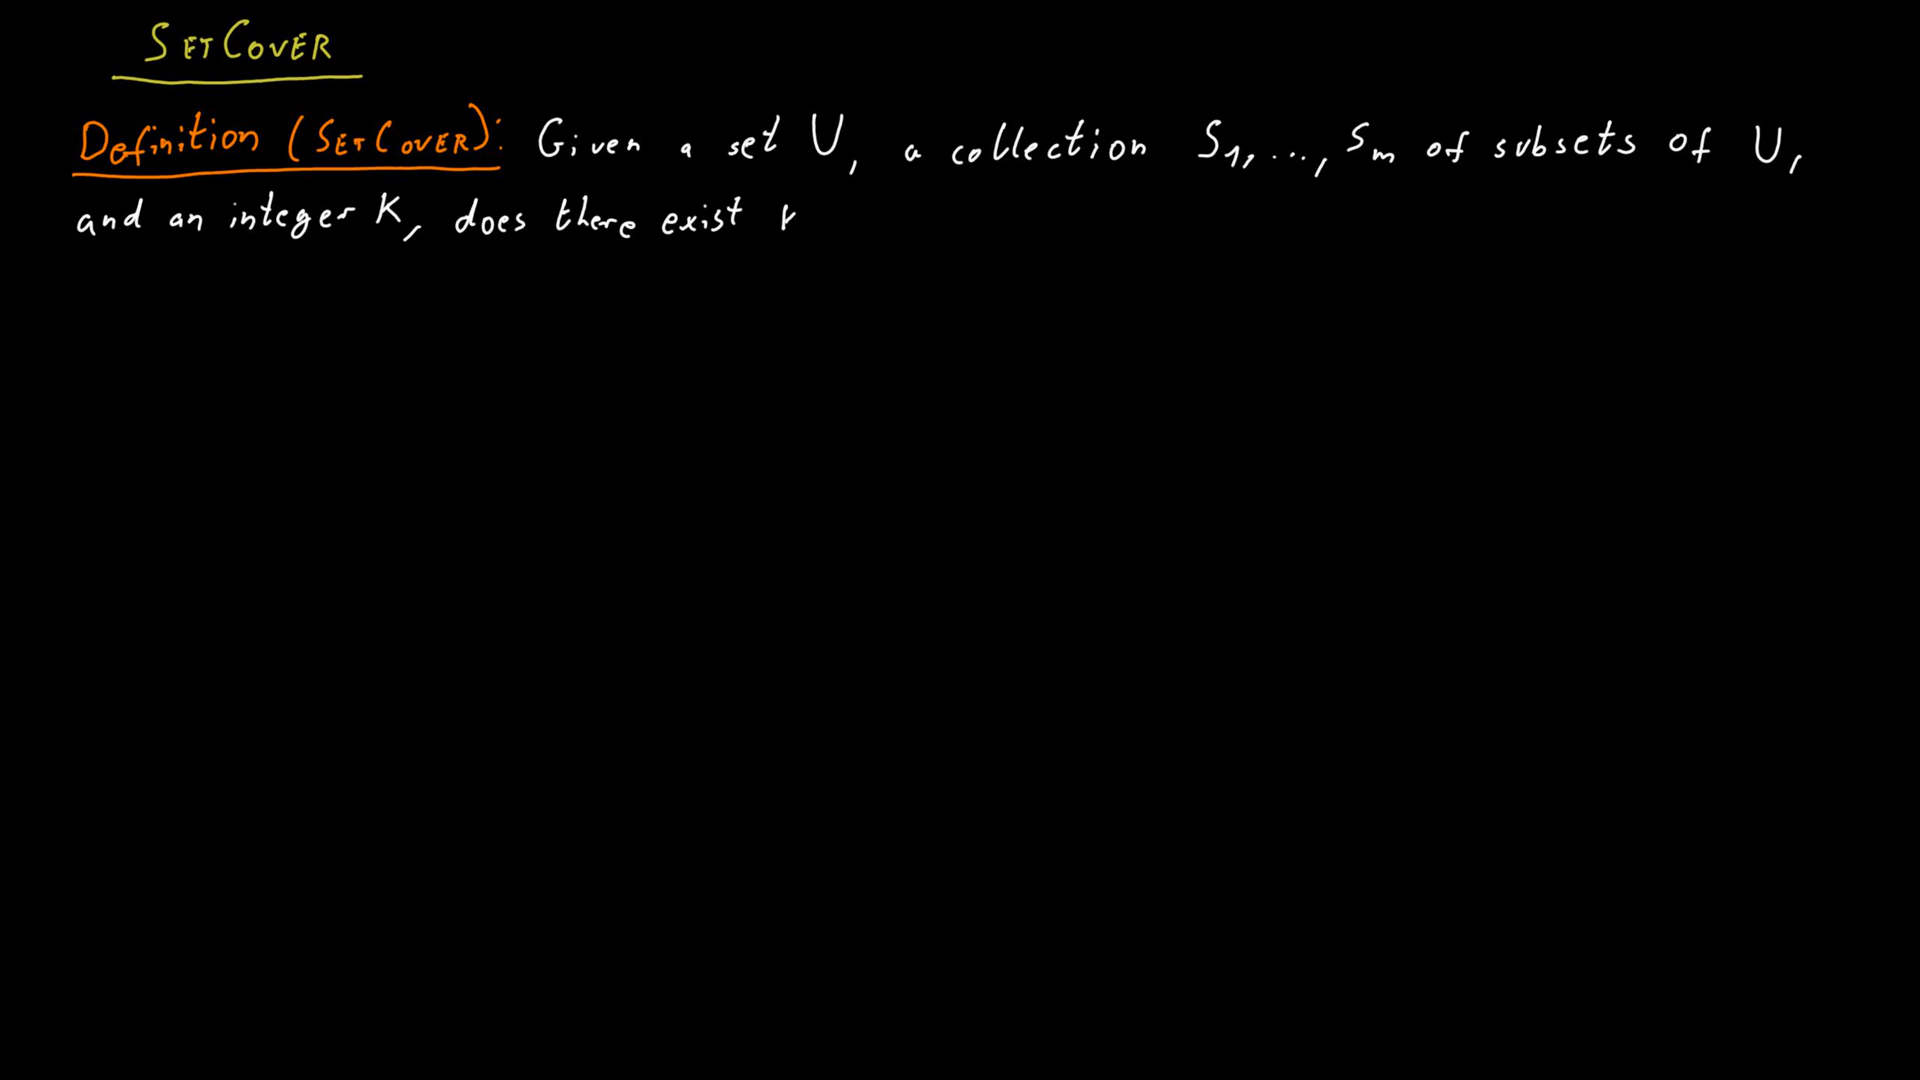 SETCOVER
Definition (SETCOVER): Given a set U, a collection S1, ..., Sm of subsets of U,
and an integer K, does there exist